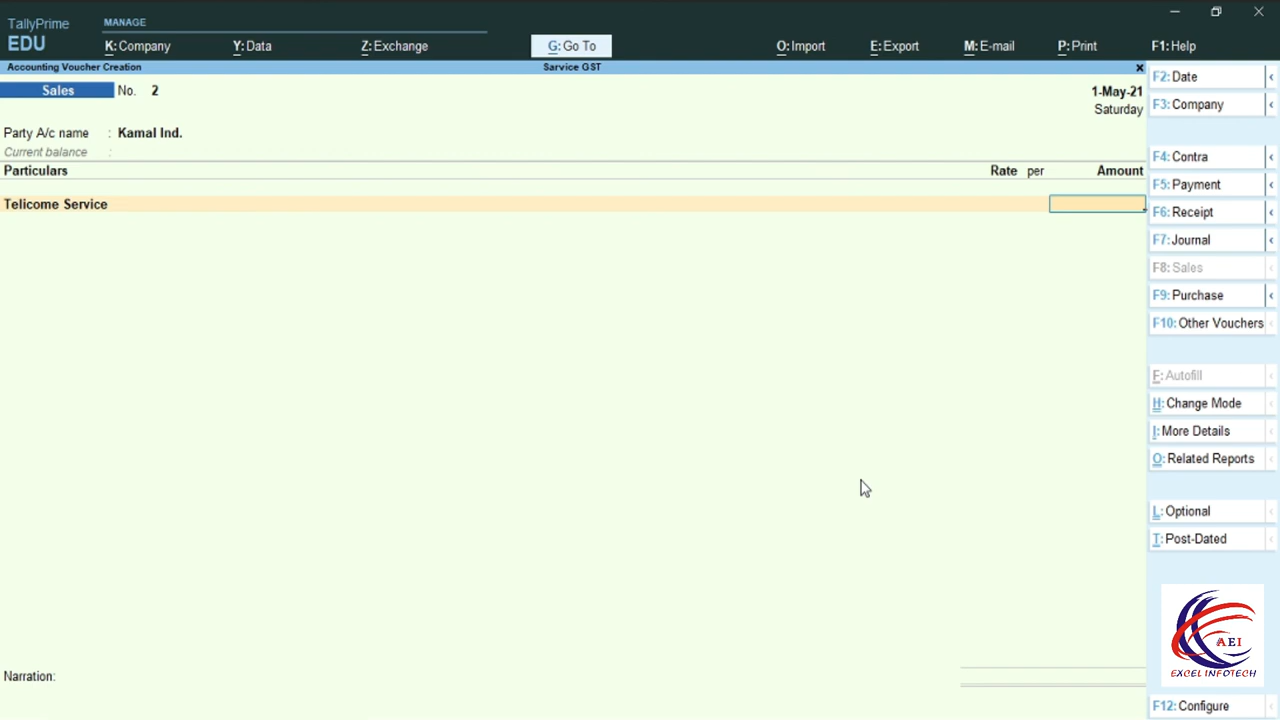 TallyPrime
EDU
MANAGE
K: Company
Y: Data
Z: Exchange
G: Go To
O: Import
E: Export
M: E-mail
P: Print
F1: Help
Accounting Voucher Creation
Sarvice GST
x
Sales
No. 2
1-May-21
Saturday
Party A/c name : Kamal Ind.
Current balance :
Particulars
Rate per
Amount
Telicome Service
Narration:
F2: Date
F3: Company
F4: Contra
F5: Payment
F6: Receipt
F7: Journal
F8: Sales
F9: Purchase
F10: Other Vouchers
F: Autofill
H: Change Mode
I: More Details
O: Related Reports
L: Optional
T: Post-Dated
AEI
EXCEL INFOTECH
F12: Configure